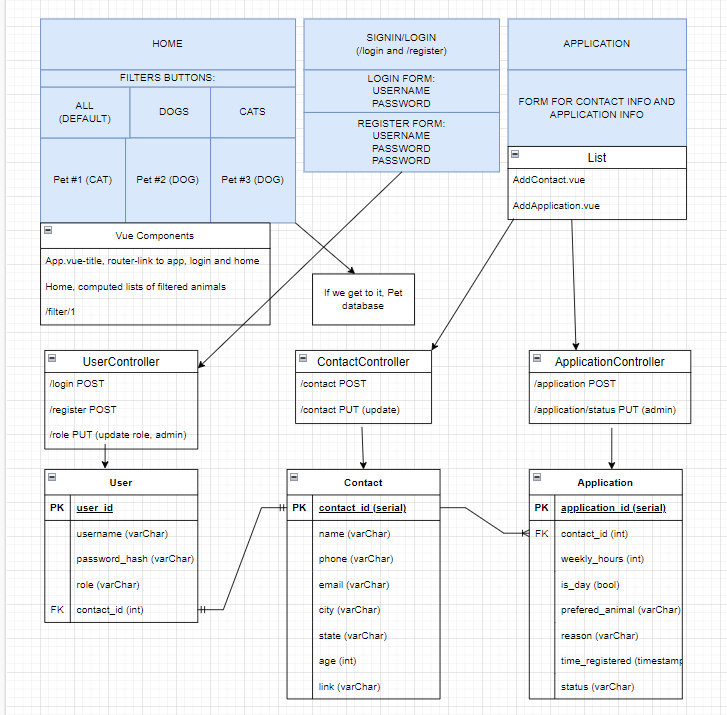 HOME
FILTERS BUTTONS:
ALL
(DEFAULT)
DOGS
CATS
Pet #1 (CAT)
Pet #2 (DOG)
Pet #3 (DOG)
SIGNIN/LOGIN
(/login and /register)
LOGIN FORM:
USERNAME
PASSWORD
REGISTER FORM:
USERNAME
PASSWORD
PASSWORD
APPLICATION
FORM FOR CONTACT INFO AND
APPLICATION INFO
List
AddContact.vue
AddApplication.vue
Vue Components
App.vue-title, router-link to app, login and home
Home, computed lists of filtered animals
/filter/1
If we get to it, Pet
database
UserController
/login POST
/register POST
/role PUT (update role, admin)
ContactController
/contact POST
/contact PUT (update)
ApplicationController
/application POST
/application/status PUT (admin)
User
PK user_id
username (varChar)
password_hash (varChar)
role (varChar)
FK contact_id (int)
Contact
PK contact_id (serial)
name (varChar)
phone (varChar)
email (varChar)
city (varChar)
state (varChar)
age (int)
link (varChar)
Application
PK application_id (serial)
FK contact_id (int)
weekly_hours (int)
is_day (bool)
prefered_animal (varChar)
reason (varChar)
time_registered (timestamp
status (varChar)